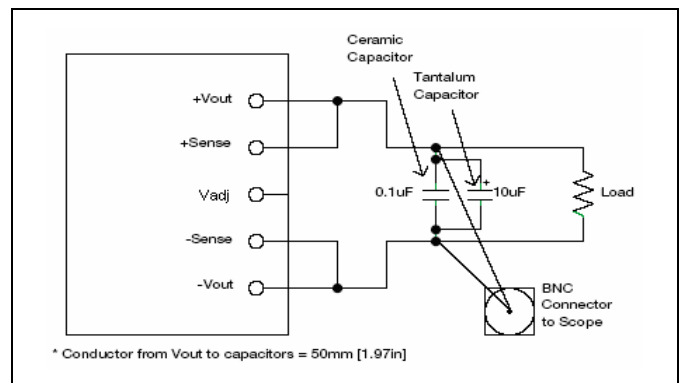 Ceramic
Capacitor
Tantalum
Capacitor
+Vout
+Sense
Vadj
-Sense
-Vout
0.1uF
+
10uF
Load
BNC
Connector
to Scope
* Conductor from Vout to capacitors = 50mm [1.97in]